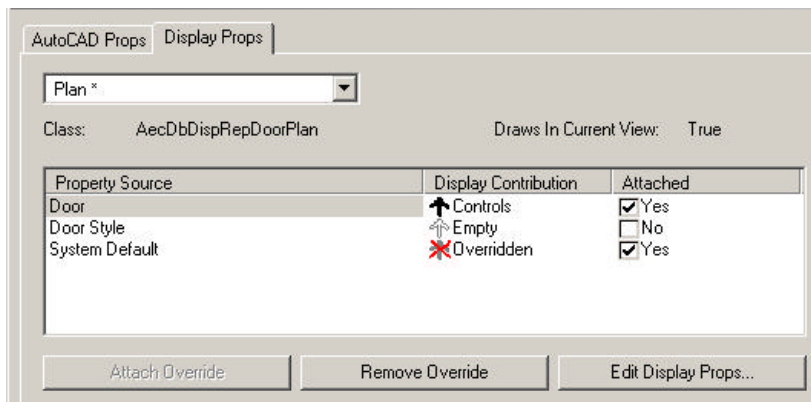 AutoCAD Props Display Props
Plan *
Class: AecDbDispRepDoorPlan Draws In Current View: True
Property Source Display Contribution Attached
Door Controls Yes
Door Style Empty No
System Default Overridden Yes
Attach Override Remove Override Edit Display Props...